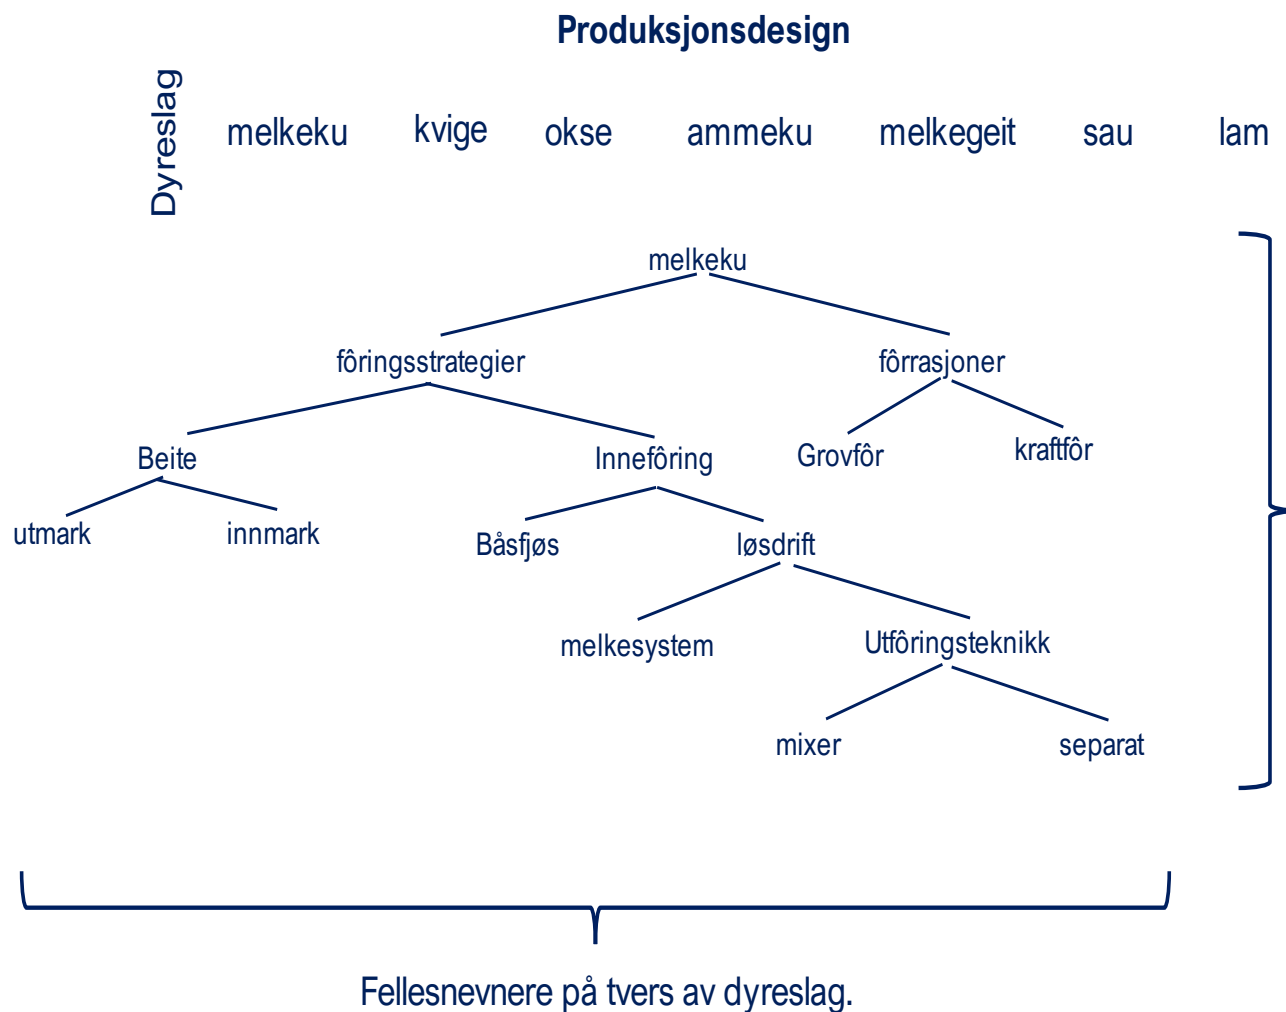 Produksjonsdesign
Dyreslag
melkeku kvige okse ammeku melkegeit sau lam
melkeku
fôringsstrategier fôrrasjoner
Beite Innefôring Grovfôr kraftfôr
utmark innmark Båsfjøs løsdrift
melkesystem Utfôringsteknikk
mixer separat
Fellesnevnere på tvers av dyreslag.